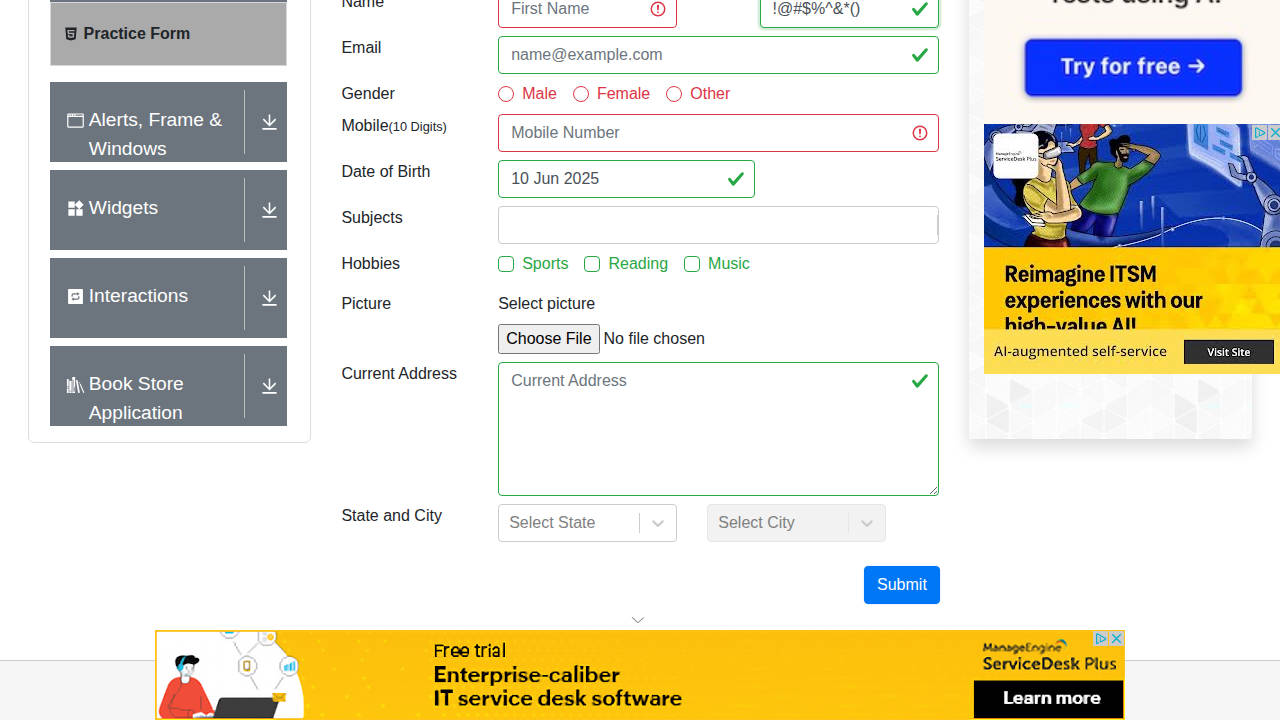 Practice Form
Alerts, Frame &
Windows
Widgets
Interactions
Book Store
Application
Name
First Name
!@#$%^&*()
Email
name@example.com
Gender
Male
Female
Other
Mobile(10 Digits)
Mobile Number
Date of Birth
10 Jun 2025
Subjects
Hobbies
Sports
Reading
Music
Picture
Select picture
Choose File No file chosen
Current Address
Current Address
State and City
Select State
Select City
Submit
Tests using AI
Try for free →
ManageEngine
ServiceDesk Plus
Reimagine ITSM
experiences with our
high-value AI!
AI-augmented self-service
Visit Site
Free trial
Enterprise-caliber
IT service desk software
ManageEngine
ServiceDesk Plus
Learn more